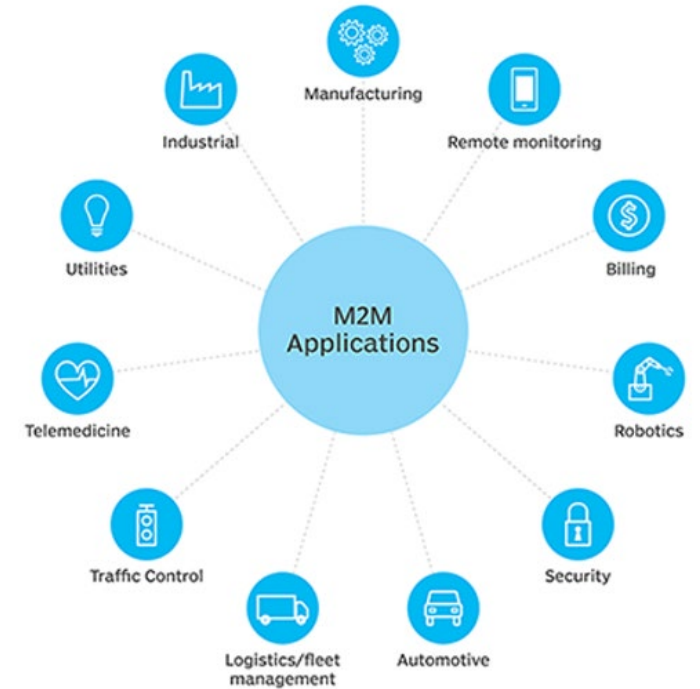 Manufacturing
Industrial
Remote monitoring
Utilities
Billing
M2M
Applications
Telemedicine
Robotics
Traffic Control
Security
Logistics/fleet
management
Automotive